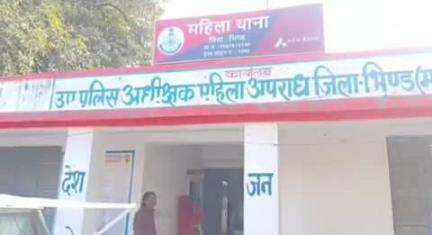 महिला थाना
जिला - भिण्ड
कार्यालय
उप पुलिस अधीक्षक महिला अपराध जिला-भिण्ड (म
देश
जन